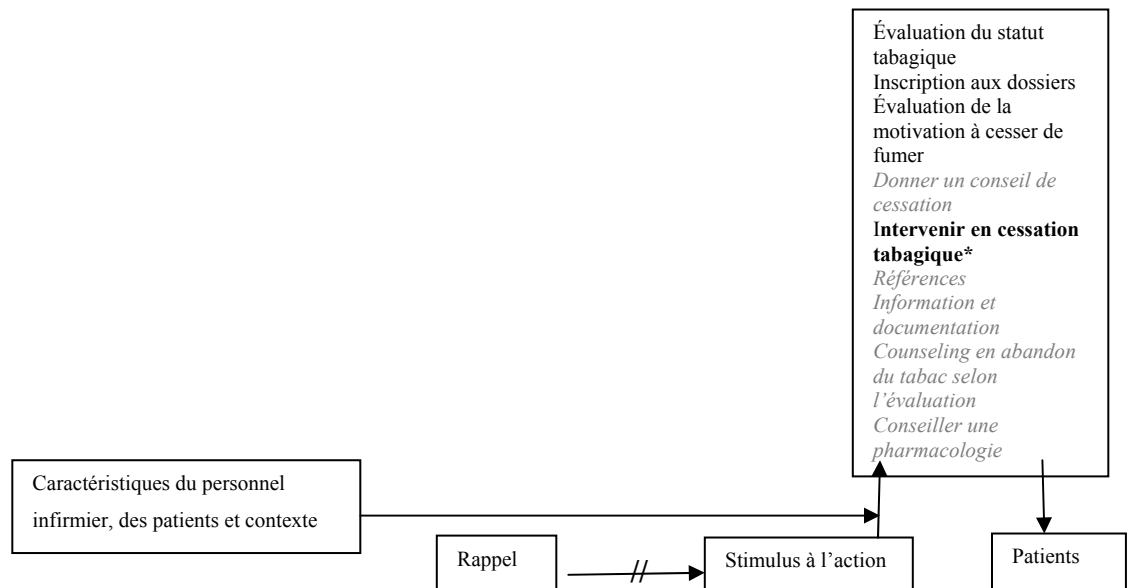 Évaluation du statut
tabagique
Inscription aux dossiers
Évaluation de la
motivation à cesser de
fumer
Donner un conseil de
cessation
Intervenir en cessation
tabagique*
Références
Information et
documentation
Counseling en abandon
du tabac selon
l’évaluation
Conseiller une
pharmacologie
Caractéristiques du personnel
infirmier, des patients et contexte
Rappel
//
Stimulus à l’action
Patients